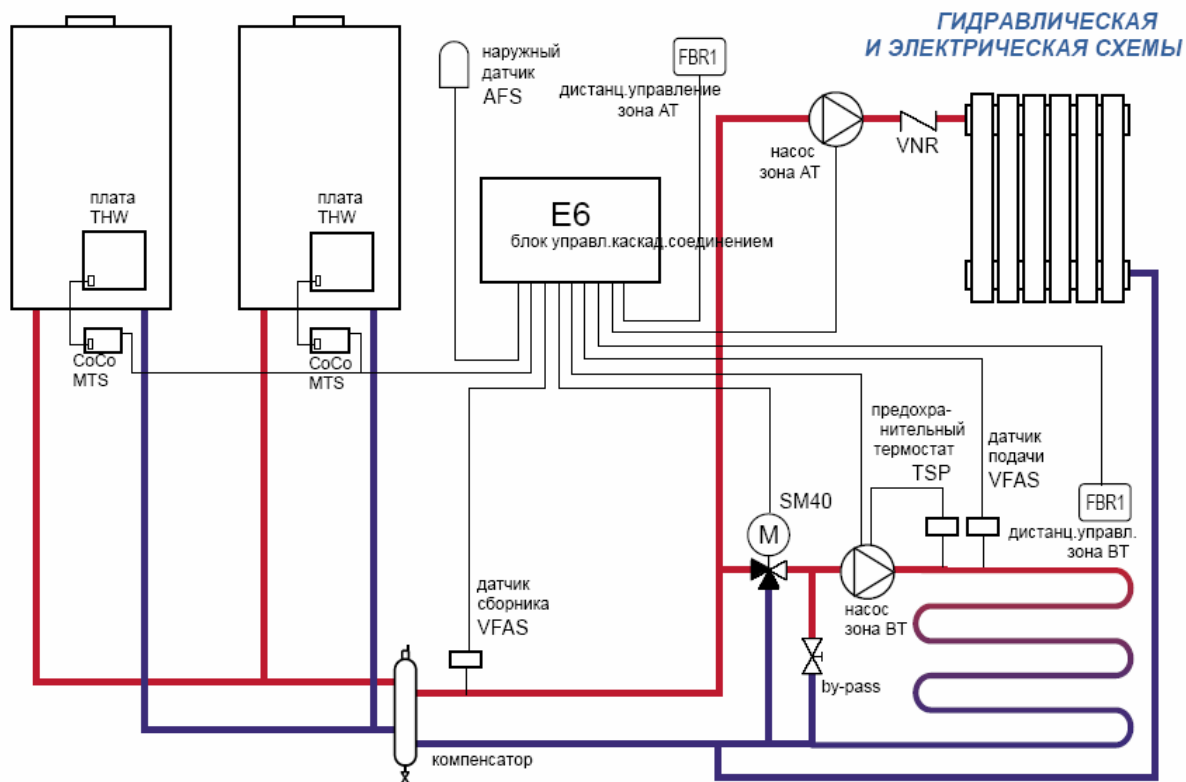 ГИДРАВЛИЧЕСКАЯ
И ЭЛЕКТРИЧЕСКАЯ СХЕМЫ
наружный
датчик
AFS
FBR1
дистанц.управление
зона АТ
насос
зона АТ
VNR
плата
THW
плата
THW
E6
блок управл.каскад.соединением
CoCo
MTS
CoCo
MTS
предохра-
нительный
термостат
TSP
датчик
подачи
VFAS
FBR1
дистанц.управл.
зона ВТ
SM40
M
датчик
сборника
VFAS
насос
зона ВТ
by-pass
компенсатор